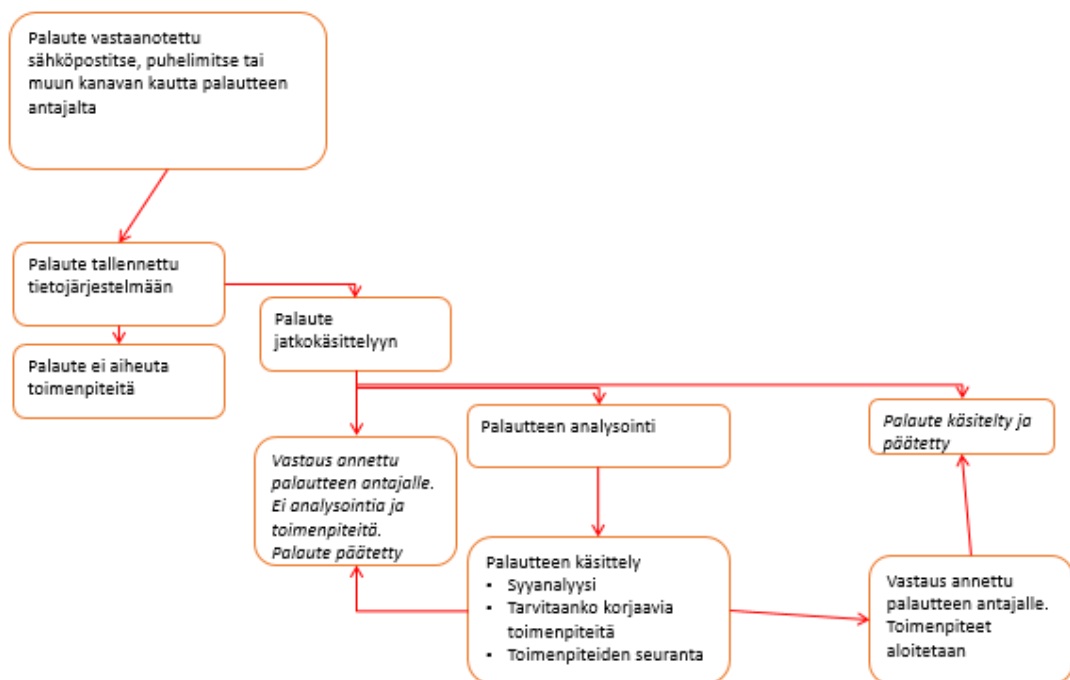 Palaute vastaanotettu
sähköpostitse, puhelimitse tai
muun kanavan kautta palautteen
antajalta
Palaute tallennettu
tietojärjestelmään
Palaute ei aiheuta
toimenpiteitä
Palaute
jatkokäsittelyyn
Vastaus annettu
palautteen antajalle.
Ei analysointia ja
toimenpiteitä.
Palaute päätetty
Palautteen analysointi
Palautteen käsittely
▪ Syyanalyysi
▪ Tarvitaanko korjaavia
toimenpiteitä
▪ Toimenpiteiden seuranta
Palaute käsitelty ja
päätetty
Vastaus annettu
palautteen antajalle.
Toimenpiteet
aloitetaan